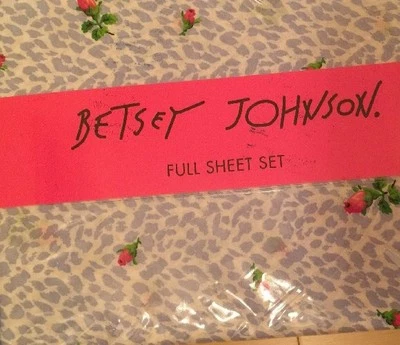 BETSEY JOHNSON.
FULL SHEET SET